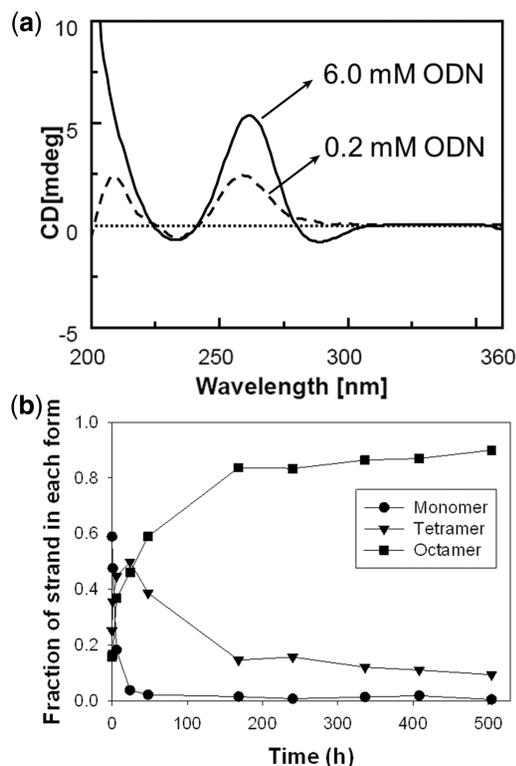 (a)
10
5
0
-5
CD[mdeg]
6.0 mM ODN
0.2 mM ODN
200 250 300 360
Wavelength [nm]
(b)
1.0
0.8
0.6
0.4
0.2
0.0
Fraction of strand in each form
Monomer
Tetramer
Octamer
0 100 200 300 400 500
Time (h)